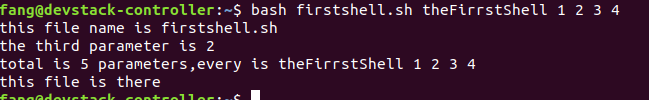 fang@devstack-controller:~$ bash firstshell.sh theFirrstShell 1 2 3 4
this file name is firstshell.sh
the third parameter is 2
total is 5 parameters,every is theFirrstShell 1 2 3 4
this file is there
fang@devstack-controller:~$